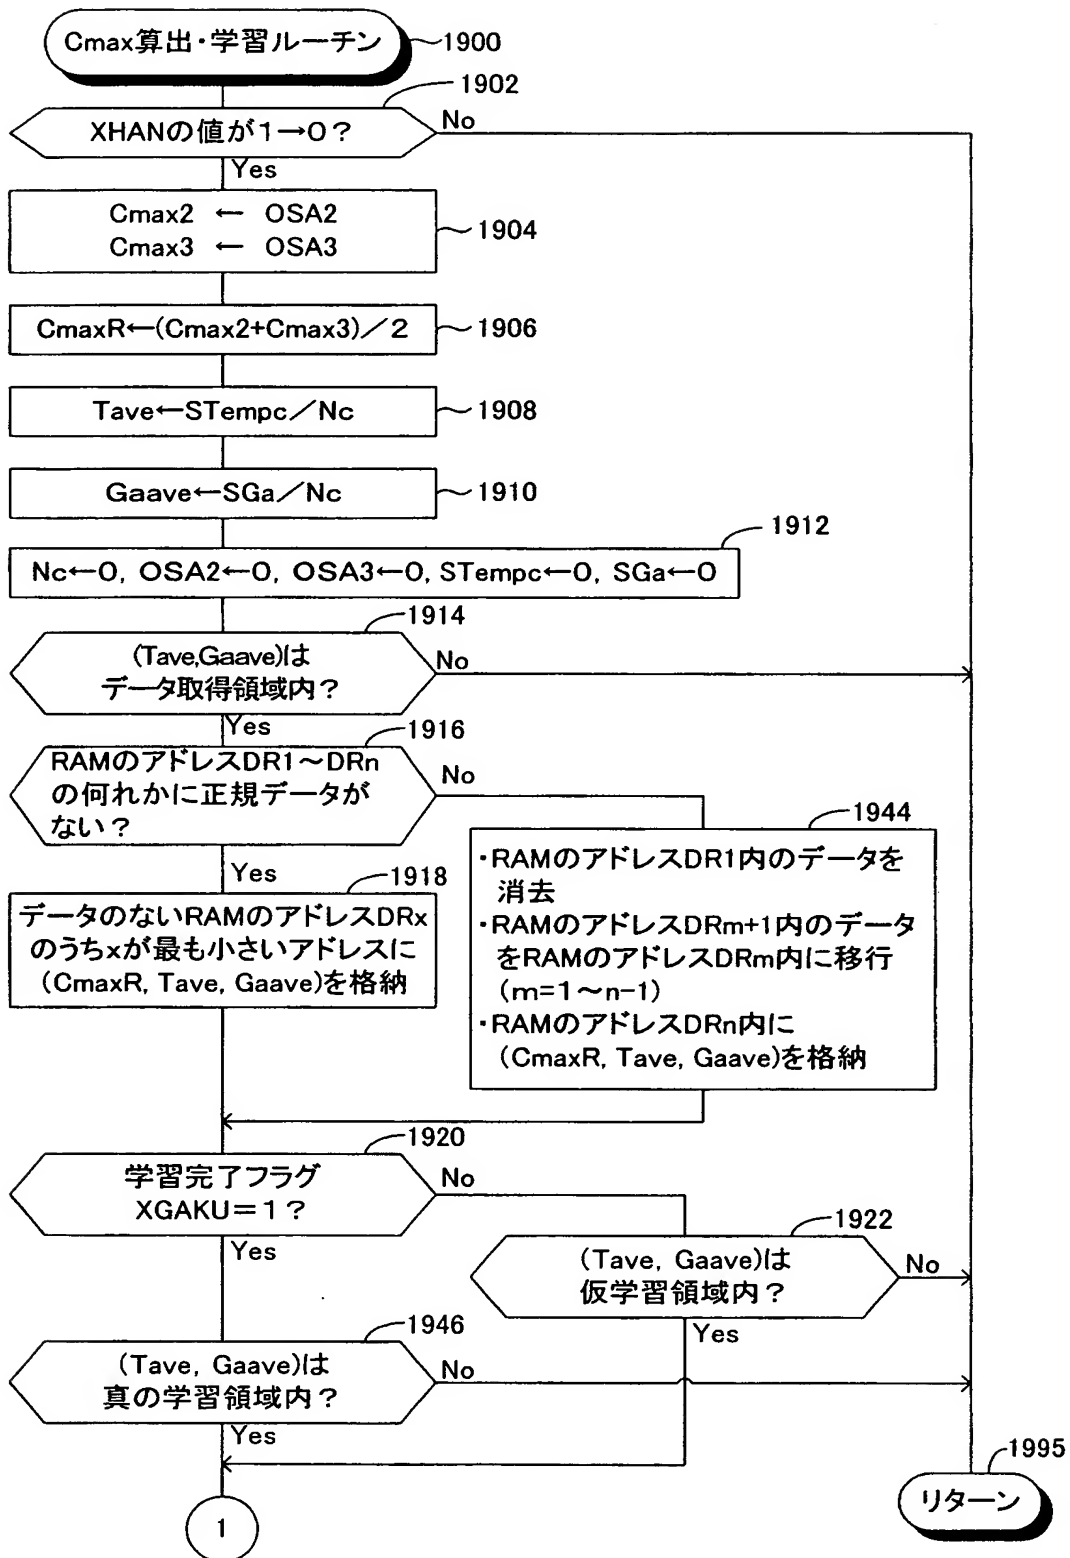 Cmax算出・学習ルーチン
1900
1902
XHANの値が1→0？
No
Yes
Cmax2 ← OSA2
Cmax3 ← OSA3
1904
CmaxR←(Cmax2+Cmax3)／2
1906
Tave←STempc／Nc
1908
Gaave←SGa／Nc
1910
1912
Nc←0, OSA2←0, OSA3←0, STempc←0, SGa←0
1914
(Tave,Gaave)は
データ取得領域内？
No
Yes
1916
RAMのアドレスDR1～DRn
の何れかに正規データが
ない？
No
Yes
1918
データのないRAMのアドレスDRx
のうちxが最も小さいアドレスに
(CmaxR, Tave, Gaave)を格納
1944
・RAMのアドレスDR1内のデータを
消去
・RAMのアドレスDRm+1内のデータ
をRAMのアドレスDRm内に移行
(m=1～n-1)
・RAMのアドレスDRn内に
(CmaxR, Tave, Gaave)を格納
1920
学習完了フラグ
XGAKU＝1？
No
Yes
1922
(Tave, Gaave)は
仮学習領域内？
No
Yes
1946
(Tave, Gaave)は
真の学習領域内？
No
Yes
1
1995
リターン